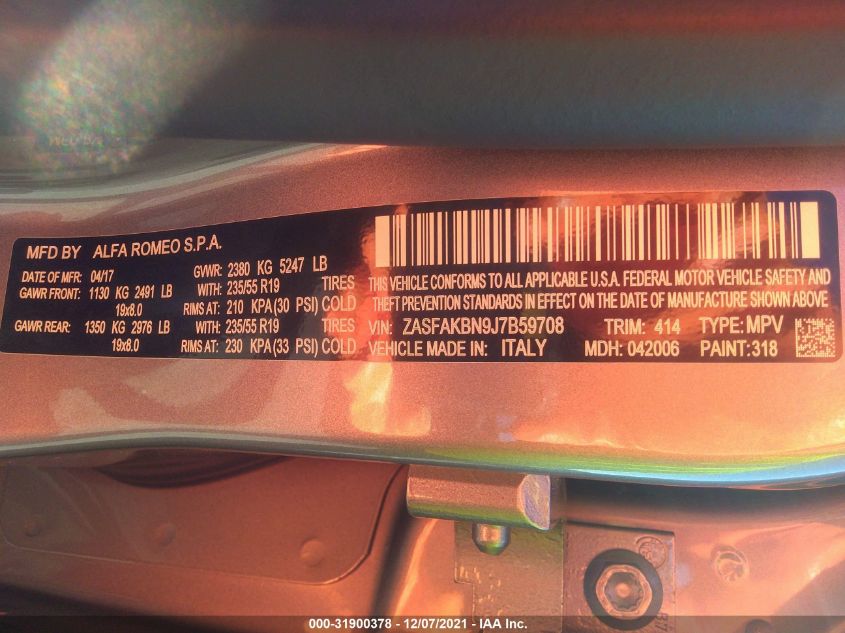 MFD BY ALFA ROMEO S.P.A.
DATE OF MFR: 04/17 GVWR: 2380 KG 5247 LB
GAWR FRONT: 1130 KG 2491 LB WITH: 235/55 R19 TIRES
19x8.0 RIMS AT: 210 KPA(30 PSI) COLD
GAWR REAR: 1350 KG 2976 LB WITH: 235/55 R19 TIRES
19x8.0 RIMS AT: 230 KPA(33 PSI) COLD
THIS VEHICLE CONFORMS TO ALL APPLICABLE U.S.A. FEDERAL MOTOR VEHICLE SAFETY AND
THEFT PREVENTION STANDARDS IN EFFECT ON THE DATE OF MANUFACTURE SHOWN ABOVE
VIN: ZASFAKBN9J7B59708 TRIM: 414 TYPE: MPV
VEHICLE MADE IN: ITALY MDH: 042006 PAINT: 318
000-31900378 - 12/07/2021 - IAA Inc.